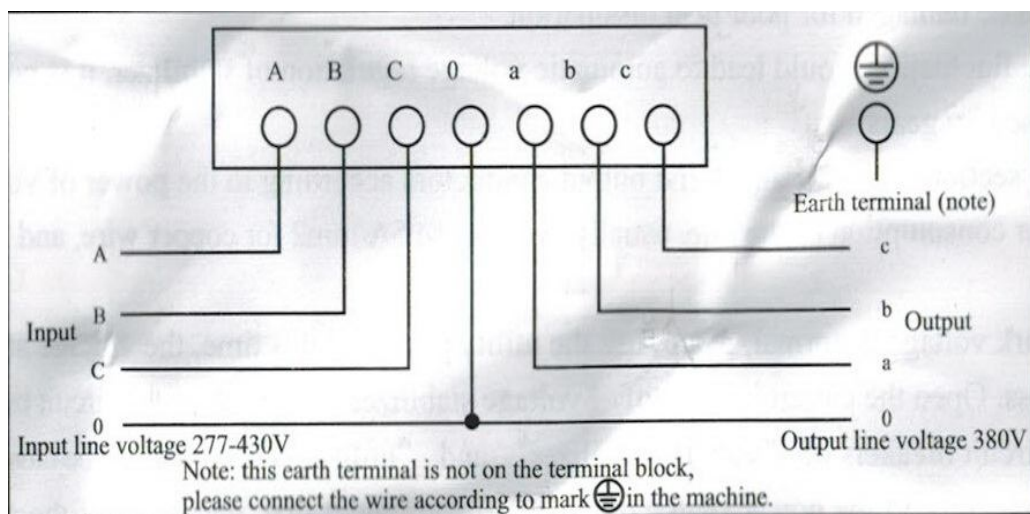 A B C 0 a b c
Earth terminal (note)
A
c
B
b
Input
Output
C
a
0
0
Input line voltage 277-430V
Output line voltage 380V
Note: this earth terminal is not on the terminal block,
please connect the wire according to mark in the machine.